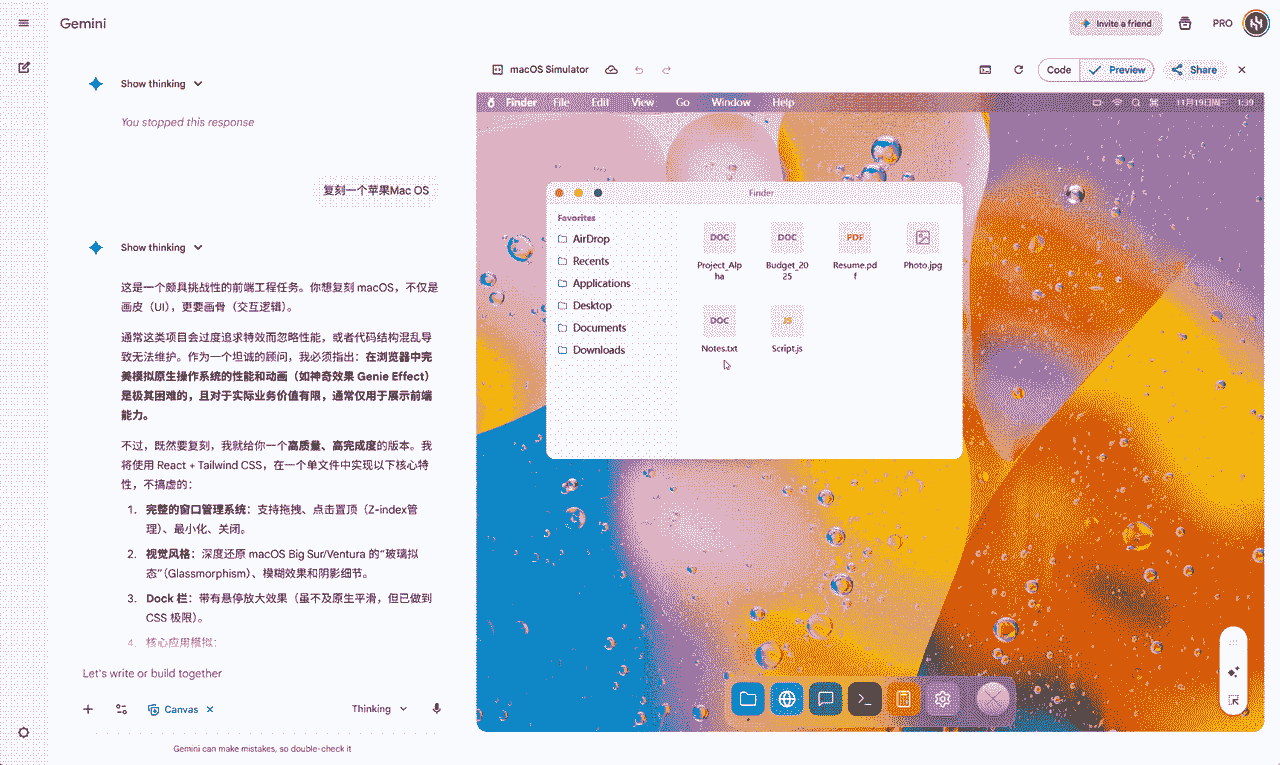 Gemini
Invite a friend
PRO
Show thinking
You stopped this response
复刻一个苹果Mac OS
Show thinking
这是一个颇具挑战性的前端工程任务。你想复刻 macOS，不仅是
画皮（UI），更要画骨（交互逻辑）。
通常这类项目会过度追求特效而忽略性能，或者代码结构混乱导
致无法维护。作为一个坦诚的顾问，我必须指出：在浏览器中完
美模拟原生操作系统的性能和动画（如神奇效果 Genie Effect）
是极其困难的，且对于实际业务价值有限，通常仅用于展示前端
能力。
不过，既然要复刻，我就给你一个高质量、高完成度的版本。我
将使用 React + Tailwind CSS，在一个单文件中实现以下核心特
性，不搞虚的：
1. 完整的窗口管理系统：支持拖拽、点击置顶（Z-index管
理）、最小化、关闭。
2. 视觉风格：深度还原 macOS Big Sur/Ventura 的“玻璃拟
态”（Glassmorphism）、模糊效果和阴影细节。
3. Dock 栏：带有悬停放大效果（虽不及原生平滑，但已做到
CSS 极限）。
4. 核心应用模拟：
Let's write or build together
Canvas
Thinking
Gemini can make mistakes, so double-check it
macOS Simulator
Code
Preview
Share
Finder File Edit View Go Window Help
11月19日周三 1:39
Finder
Favorites
AirDrop
Recents
Applications
Desktop
Documents
Downloads
DOC DOC PDF
Project_Alp
ha
Budget_20
25
Resume.pd
f
Photo.jpg
DOC JS
Notes.txt
Script.js